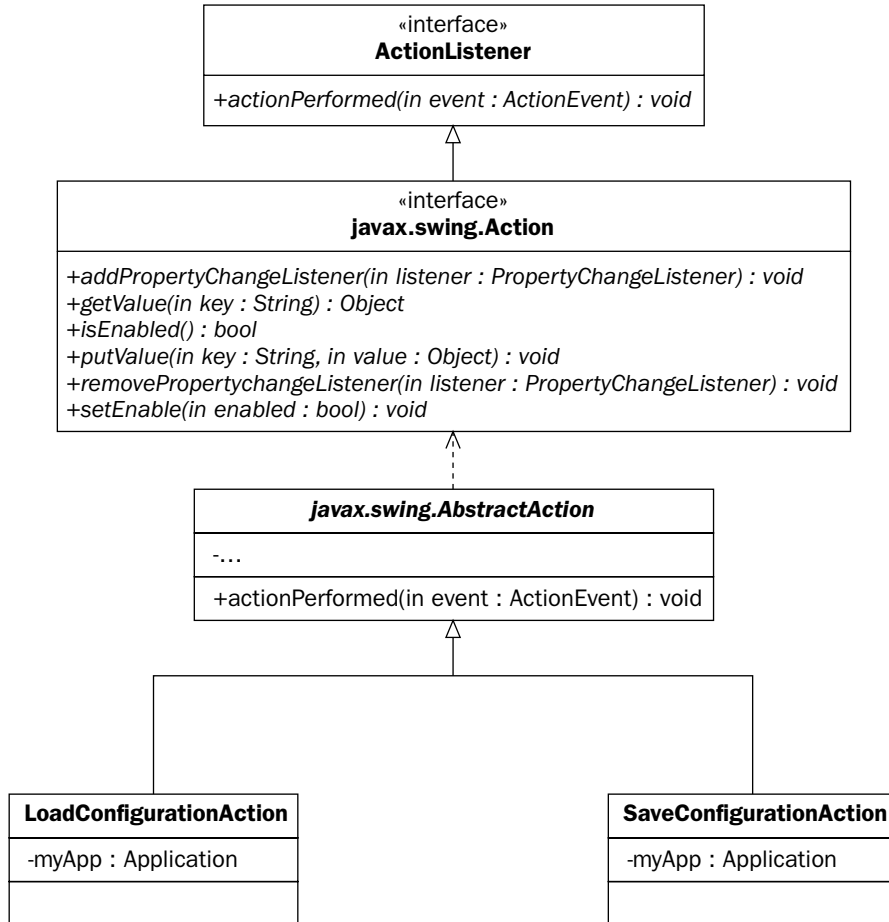 «interface»
ActionListener
+actionPerformed(in event : ActionEvent) : void
«interface»
javax.swing.Action
+addPropertyChangeListener(in listener : PropertyChangeListener) : void
+getValue(in key : String) : Object
+isEnabled() : bool
+putValue(in key : String, in value : Object) : void
+removePropertychangeListener(in listener : PropertyChangeListener) : void
+setEnable(in enabled : bool) : void
javax.swing.AbstractAction
-...
+actionPerformed(in event : ActionEvent) : void
LoadConfigurationAction
-myApp : Application
SaveConfigurationAction
-myApp : Application